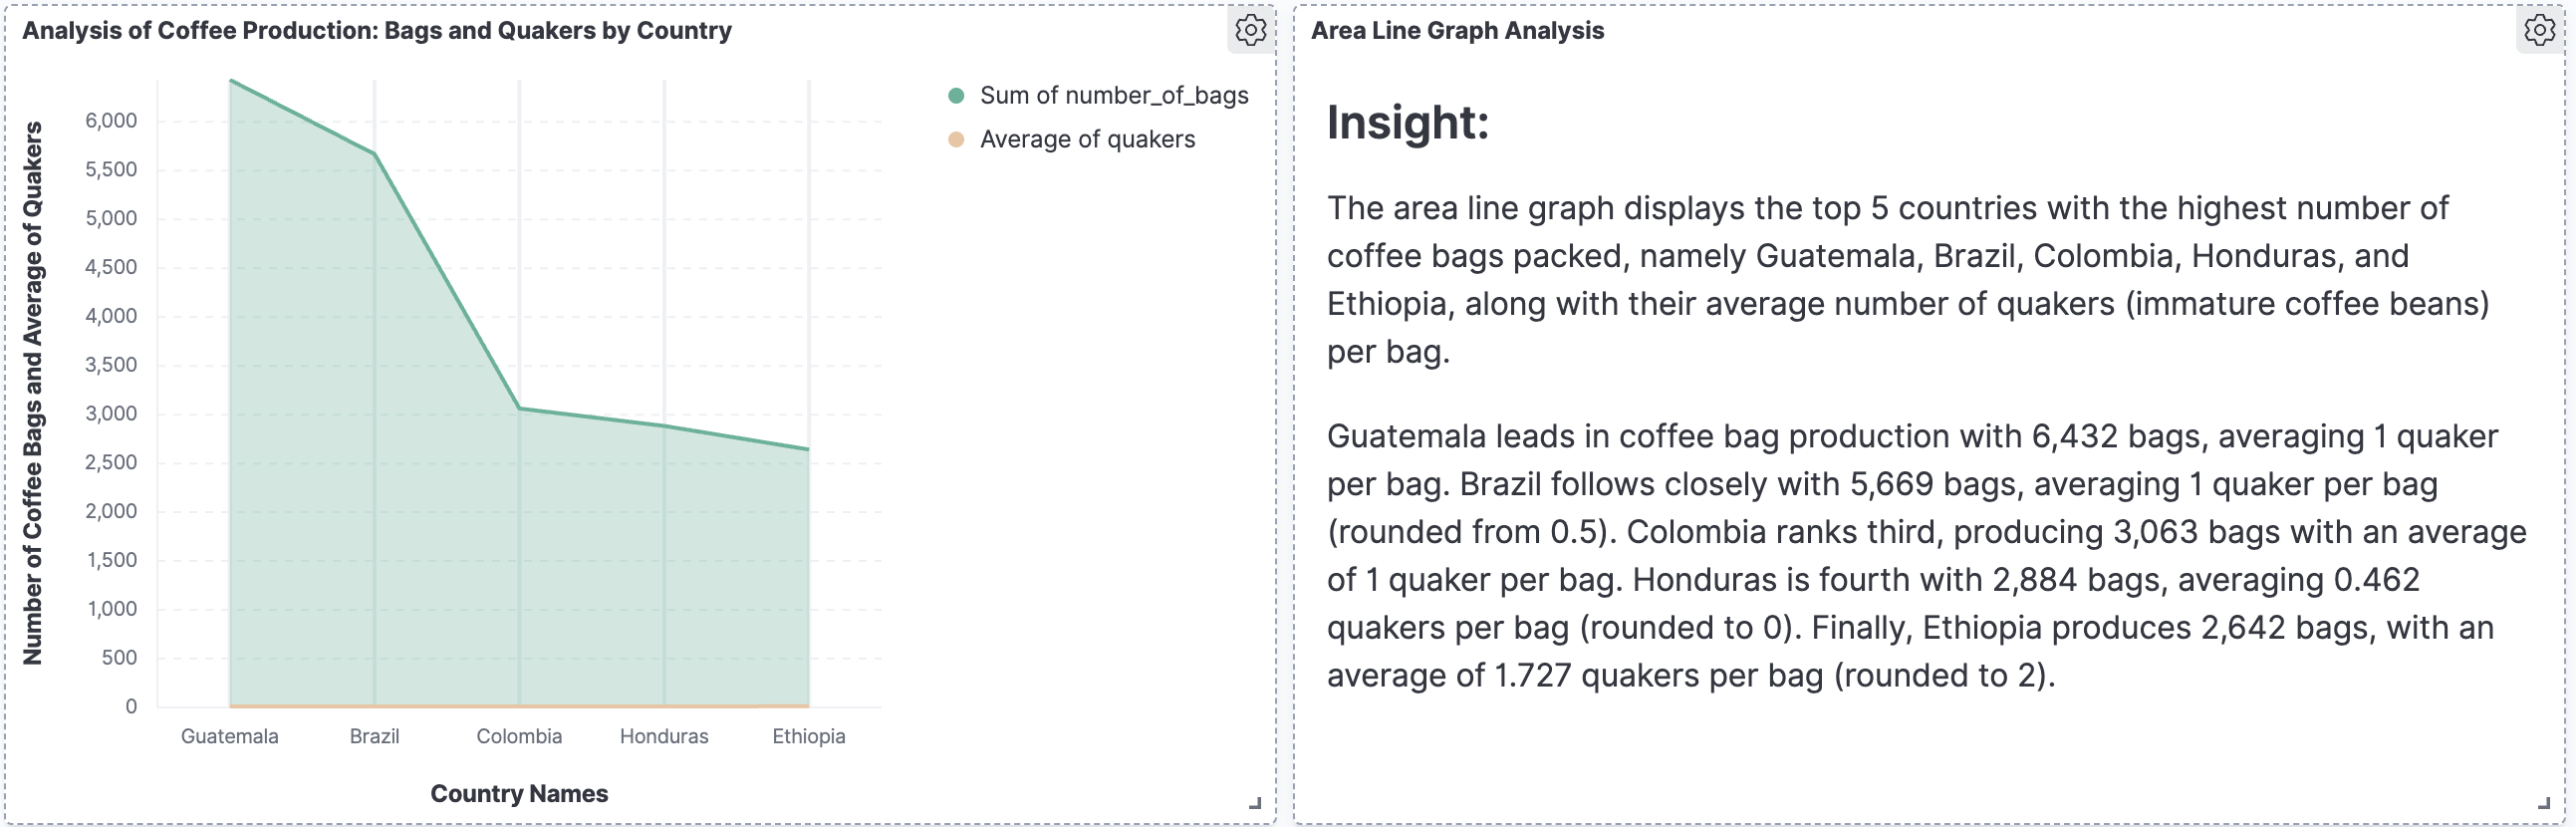 Analysis of Coffee Production: Bags and Quakers by Country
Number of Coffee Bags and Average of Quakers
6,000
5,500
5,000
4,500
4,000
3,500
3,000
2,500
2,000
1,500
1,000
500
0
Guatemala Brazil Colombia Honduras Ethiopia
Country Names
Sum of number_of_bags
Average of quakers
Area Line Graph Analysis
Insight:
The area line graph displays the top 5 countries with the highest number of
coffee bags packed, namely Guatemala, Brazil, Colombia, Honduras, and
Ethiopia, along with their average number of quakers (immature coffee beans)
per bag.
Guatemala leads in coffee bag production with 6,432 bags, averaging 1 quaker
per bag. Brazil follows closely with 5,669 bags, averaging 1 quaker per bag
(rounded from 0.5). Colombia ranks third, producing 3,063 bags with an average
of 1 quaker per bag. Honduras is fourth with 2,884 bags, averaging 0.462
quakers per bag (rounded to 0). Finally, Ethiopia produces 2,642 bags, with an
average of 1.727 quakers per bag (rounded to 2).